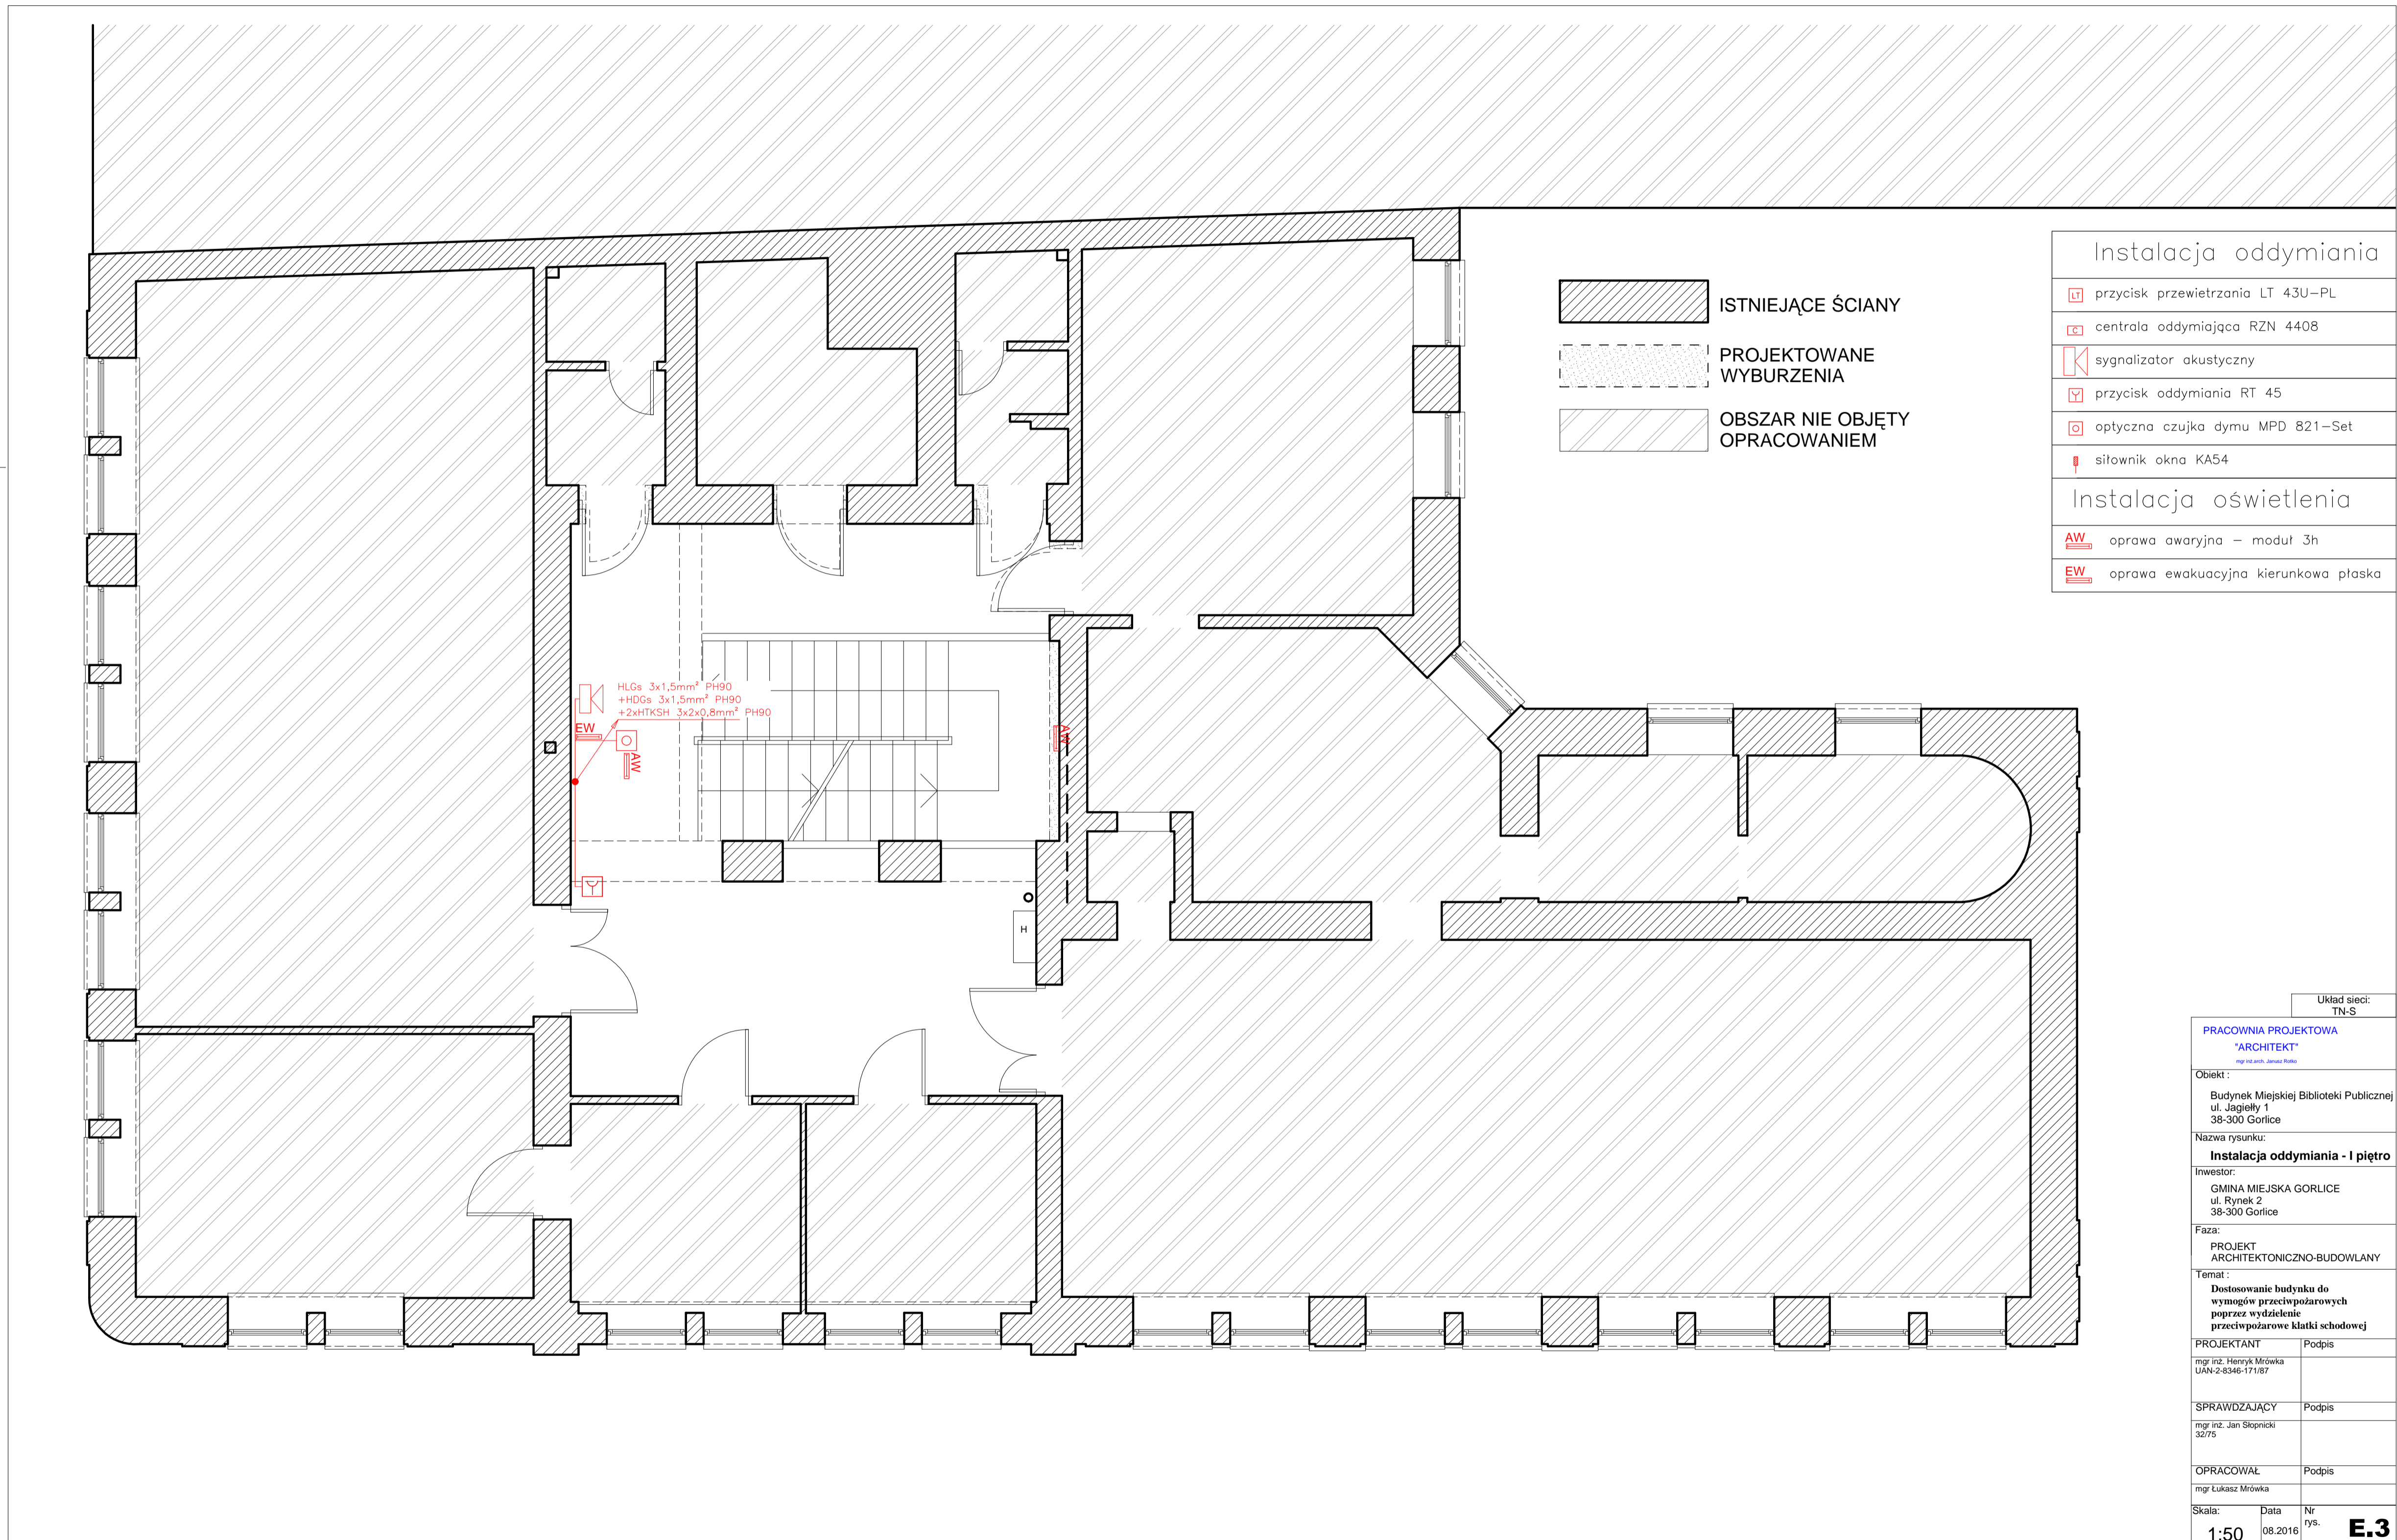 ISTNIEJĄCE ŚCIANY
PROJEKTOWANE
WYBURZENIA
OBSZAR NIE OBJĘTY
OPRACOWANIEM
Instalacja oddymiania
LT przycisk przewietrzania LT 43U-PL
C centrala oddymiająca RZN 4408
sygnalizator akustyczny
przycisk oddymiania RT 45
optyczna czujka dymu MPD 821-Set
siłownik okna KA54
Instalacja oświetlenia
AW oprawa awaryjna - moduł 3h
EW oprawa ewakuacyjna kierunkowa płaska
HLGs 3x1,5mm² PH90
+HDGs 3x1,5mm² PH90
+2xHTKSH 3x2x0,8mm² PH90
EW
AW
AW
H
Układ sieci:
TN-S
PRACOWNIA PROJEKTOWA
"ARCHITEKT"
mgr inż.arch. Janusz Rotko
Obiekt :
Budynek Miejskiej Biblioteki Publicznej
ul. Jagiełły 1
38-300 Gorlice
Nazwa rysunku:
Instalacja oddymiania - I piętro
Inwestor:
GMINA MIEJSKA GORLICE
ul. Rynek 2
38-300 Gorlice
Faza:
PROJEKT
ARCHITEKTONICZNO-BUDOWLANY
Temat :
Dostosowanie budynku do
wymogów przeciwpożarowych
poprzez wydzielenie
przeciwpożarowe klatki schodowej
PROJEKTANT Podpis
mgr inż. Henryk Mrówka
UAN-2-8346-171/87
SPRAWDZAJĄCY Podpis
mgr inż. Jan Słopnicki
32/75
OPRACOWAŁ Podpis
mgr Łukasz Mrówka
Skala: Data Nr
rys.
1:50 08.2016 E.3